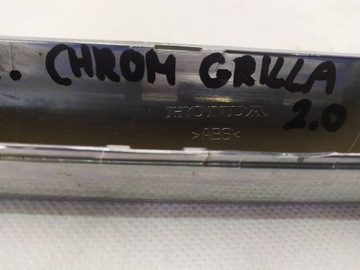 . CHROM GRILLA
HONDA
2.0
>ABS<